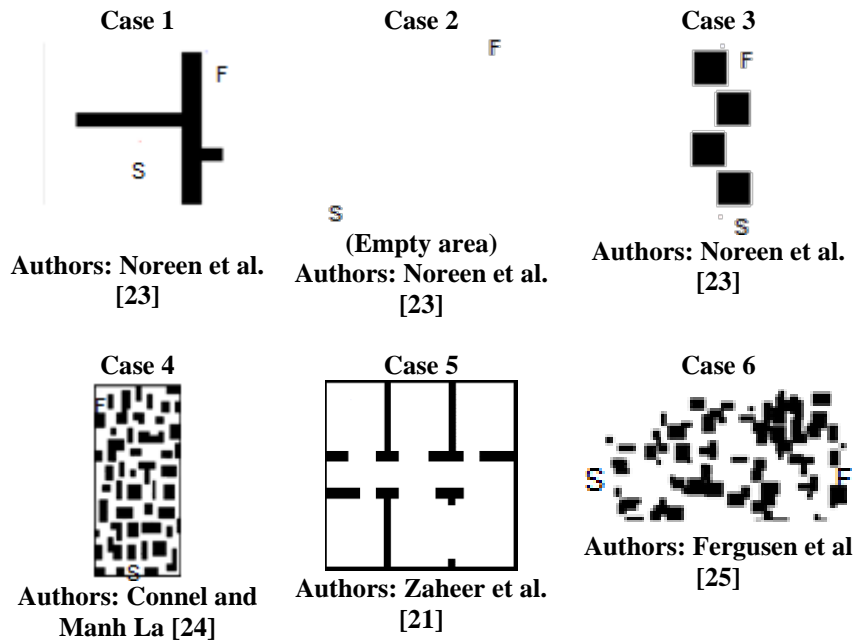 Case 1
F
S
Authors: Noreen et al.
[23]
Case 2
F
S
(Empty area)
Authors: Noreen et al.
[23]
Case 3
F
S
Authors: Noreen et al.
[23]
Case 4
F
S
Authors: Connel and
Manh La [24]
Case 5
Authors: Zaheer et al.
[21]
Case 6
S
F
Authors: Fergusen et al
[25]